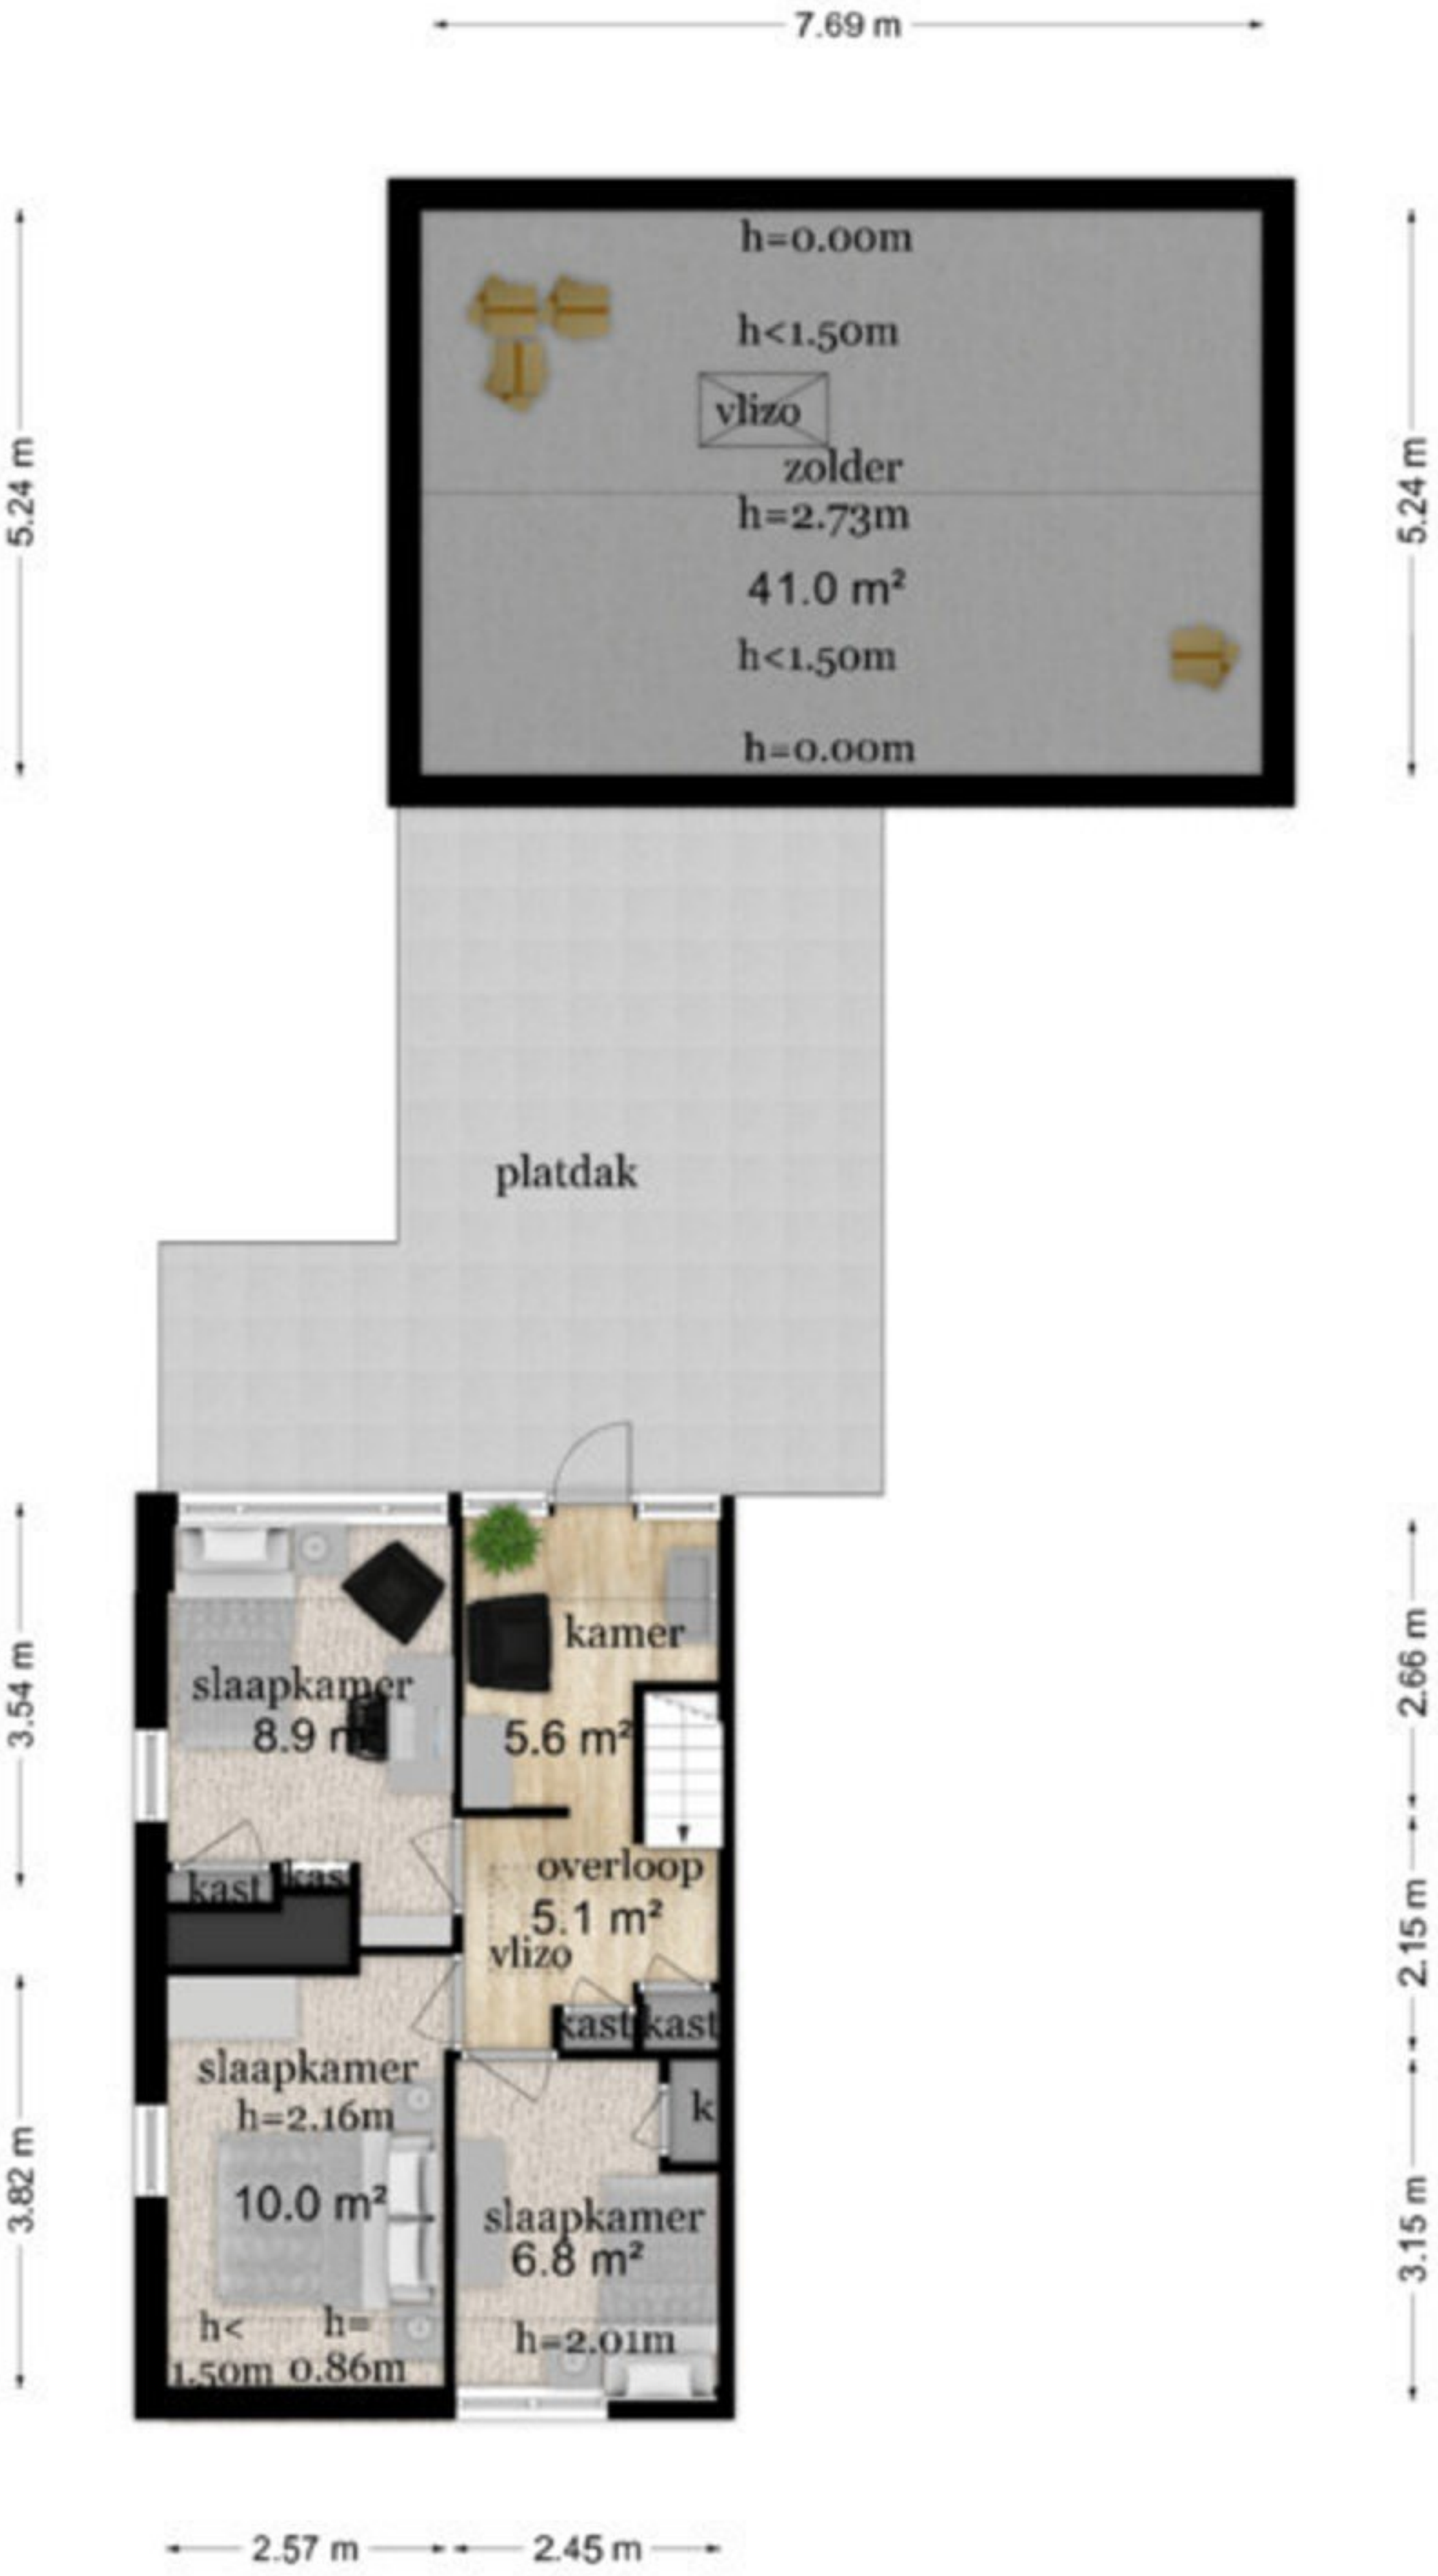 7.69 m
h=0.00m
h<1.50m
vlizo
zolder
5.24 m
5.24 m
h=2.73m
41.0 m²
h<1.50m
h=0.00m
platdak
kamer
3.54 m
2.66 m
slaapkamer
8.9 m
5.6 m²
overloop
kast
kas
5.1 m²
2.15 m
vlizo
kast
kast
slaapkamer
h=2.16m
k
3.82 m
10.0 m²
3.15 m
slaapkamer
6.8 m²
h<
1.50m
h=
0.86m
h=2.01m
2.57 m
2.45 m